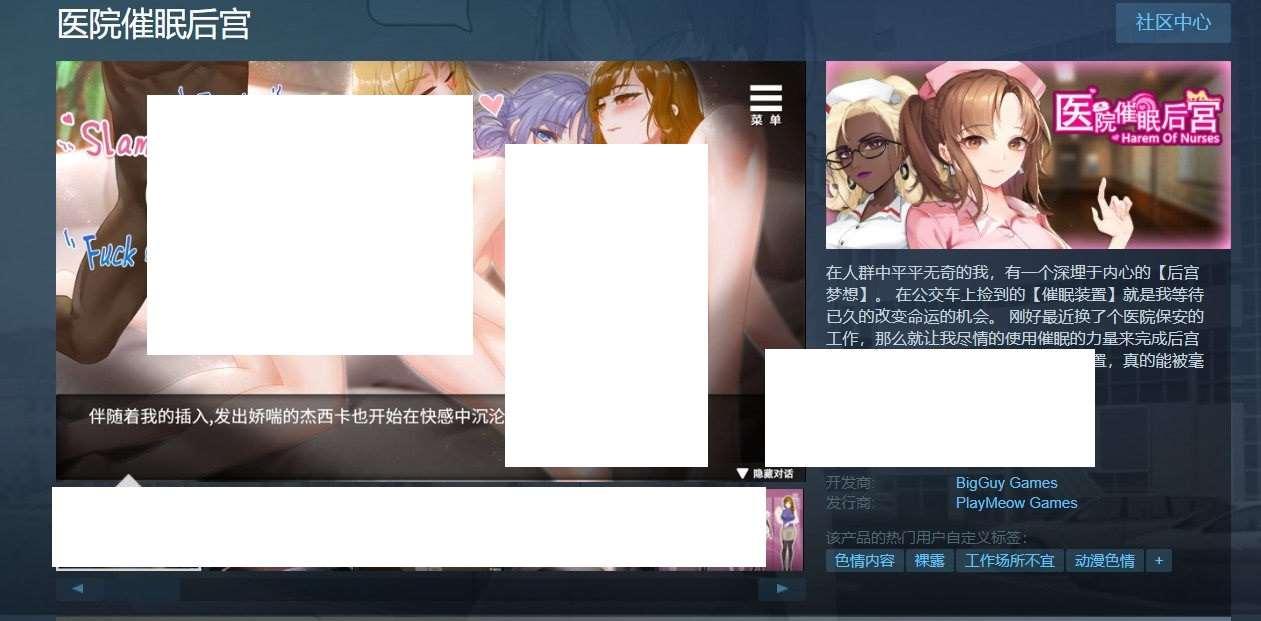 医院催眠后宫
社区中心
Slam
Fuck
菜单
医院催眠后宫
Harem Of Nurses
在人群中平平无奇的我，有一个深埋于内心的【后宫
梦想】。 在公交车上捡到的【催眠装置】就是我等待
已久的改变命运的机会。 刚好最近换了个医院保安的
工作，那么就让我尽情的使用催眠的力量来完成后宫
置，真的能被毫
伴随着我的插入,发出娇喘的杰西卡也开始在快感中沉沦
隐藏对话
开发商: BigGuy Games
发行商: PlayMeow Games
该产品的热门用户自定义标签：
色情内容 裸露 工作场所不宜 动漫色情 +